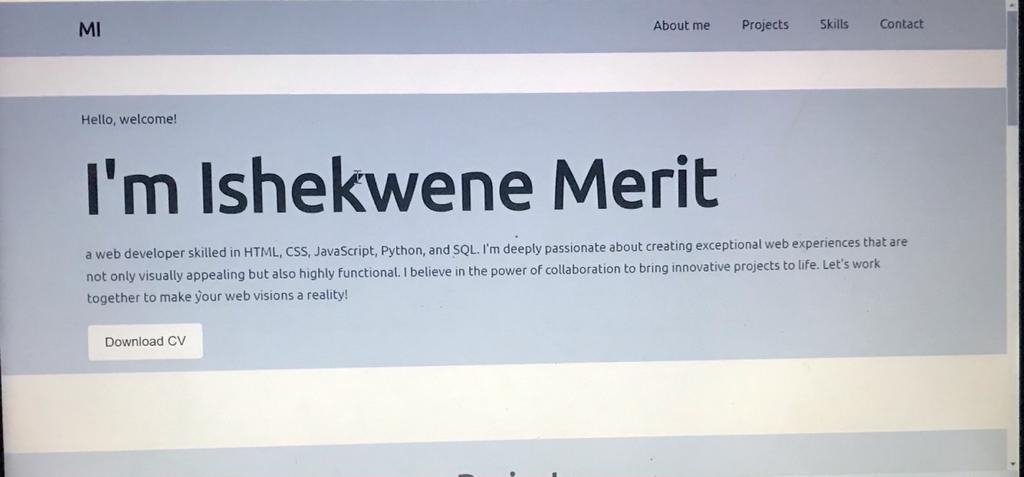 MI
About me Projects Skills Contact
Hello, welcome!
I'm Ishekwene Merit
a web developer skilled in HTML, CSS, JavaScript, Python, and SQL. I'm deeply passionate about creating exceptional web experiences that are
not only visually appealing but also highly functional. I believe in the power of collaboration to bring innovative projects to life. Let's work
together to make your web visions a reality!
Download CV